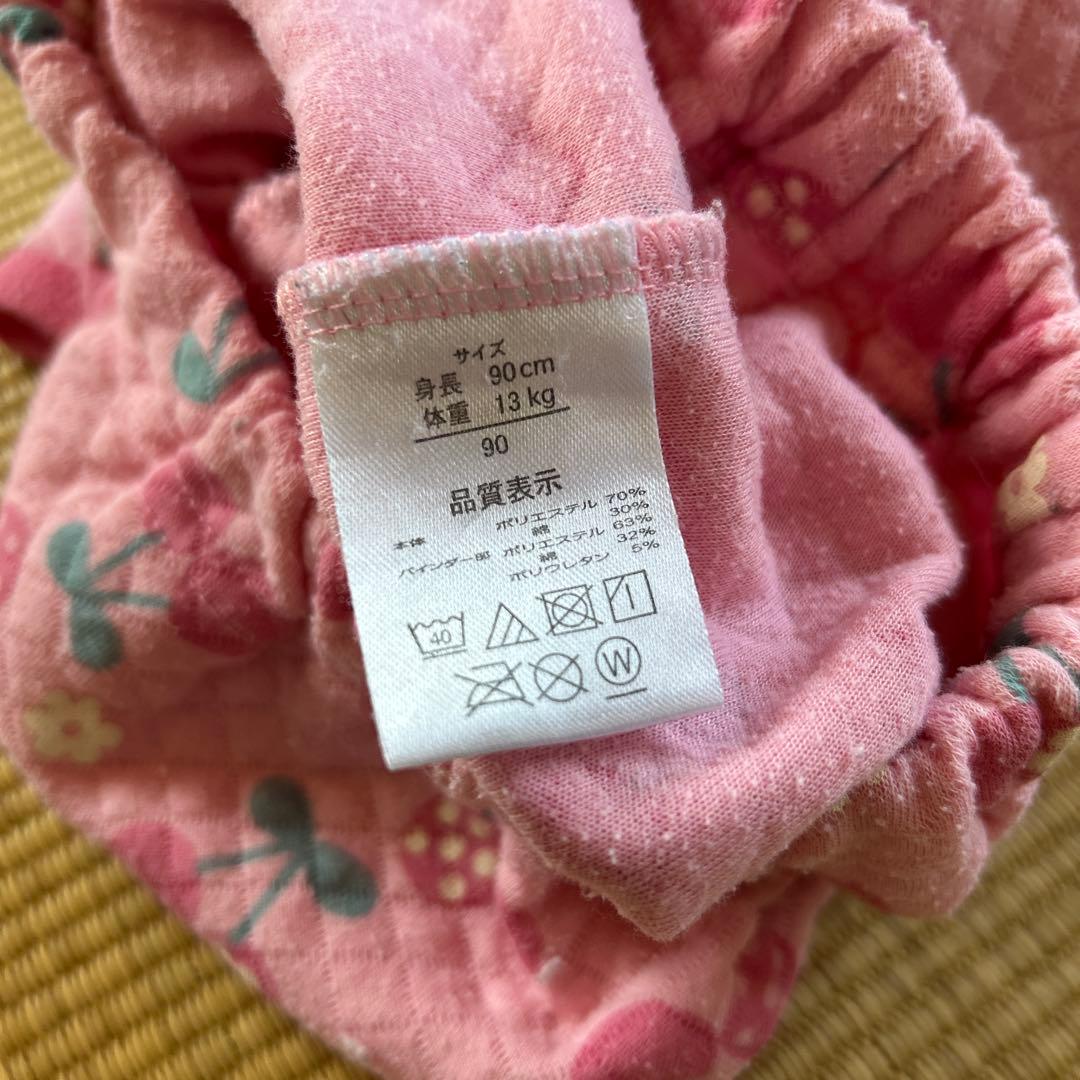 サイズ
身長 90cm
体重 13kg
90
品質表示
本体 ポリエステル 70%
綿 30%
バインダー部 ポリエステル 63%
綿 32%
ポリウレタン 5%
40
W